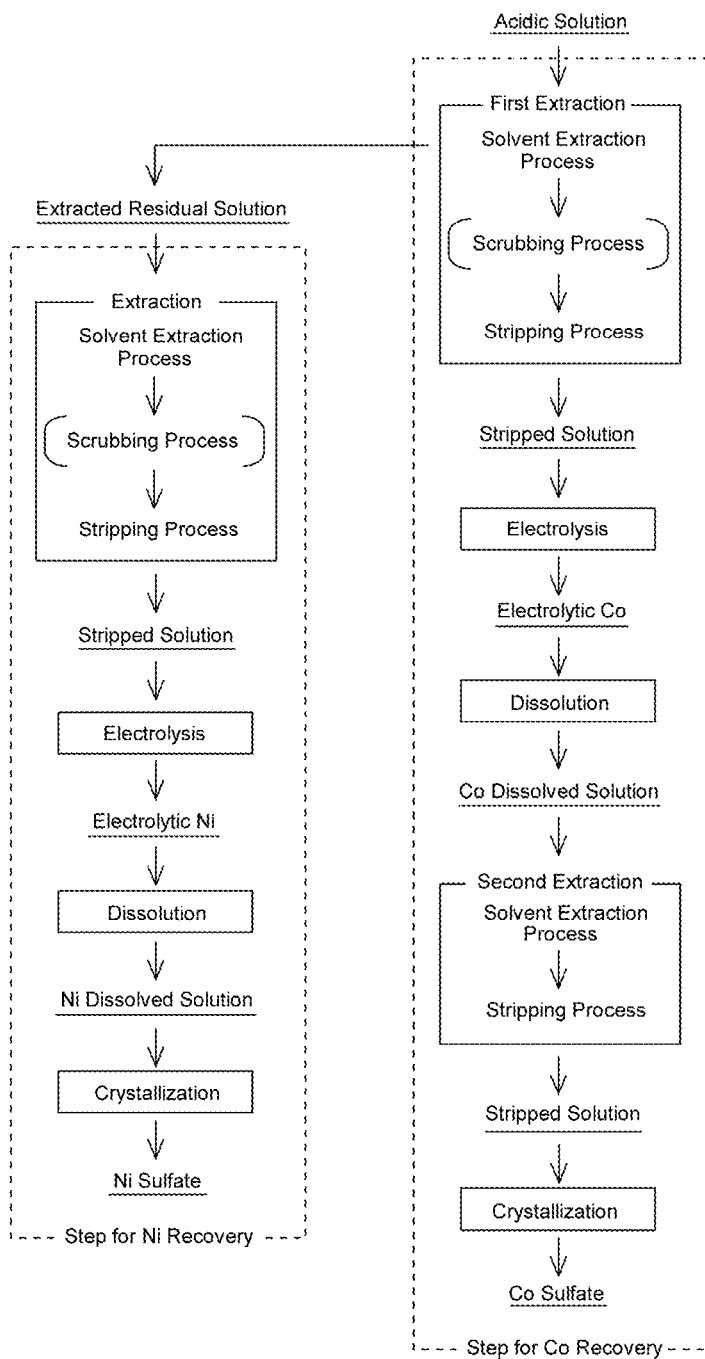 Acidic Solution
First Extraction
Solvent Extraction
Process
Scrubbing Process
Stripping Process
Stripped Solution
Electrolysis
Electrolytic Co
Dissolution
Co Dissolved Solution
Second Extraction
Solvent Extraction
Process
Stripping Process
Stripped Solution
Crystallization
Co Sulfate
Step for Co Recovery
Extracted Residual Solution
Extraction
Solvent Extraction
Process
Scrubbing Process
Stripping Process
Stripped Solution
Electrolysis
Electrolytic Ni
Dissolution
Ni Dissolved Solution
Crystallization
Ni Sulfate
Step for Ni Recovery